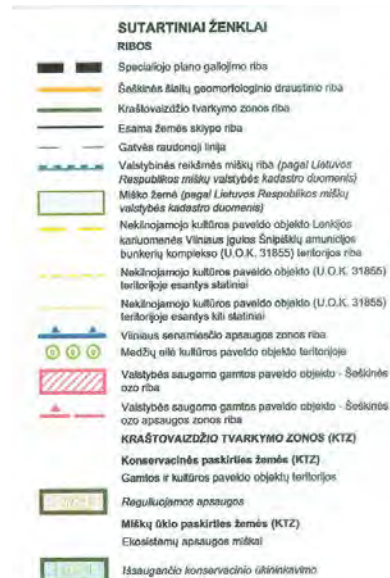 SUTARTINIAI ŽENKLAI
RIBOS
Specialiojo plano galiojimo riba
Šeškinės šlaitų geomorfologinio draustinio riba
Kraštovaizdžio tvarkymo zonos riba
Esama žemės sklypo riba
Gatvės raudonoji linija
Valstybinės reikšmės miškų riba (pagal Lietuvos
Respublikos miškų valstybės kadastro duomenis)
Miško žemė (pagal Lietuvos Respublikos miškų
valstybės kadastro duomenis)
Nekilnojamojo kultūros paveldo objekto Lenkijos
kariuomenės Vilniaus įgulos Šnipiškių amunicijos
bunkerių komplekso (U.O.K. 31855) teritorijos riba
Nekilnojamojo kultūros paveldo objekto (U.O.K. 31855)
teritorijoje esantys statiniai
Nekilnojamojo kultūros paveldo objekto (U.O.K. 31855)
teritorijoje esantys kiti statiniai
Vilniaus senamiesčio apsaugos zonos riba
Medžių eilė kultūros paveldo objekto teritorijoje
Valstybės saugomo gamtos paveldo objekto - Šeškinės
ozo riba
Valstybės saugomo gamtos paveldo objekto - Šeškinės
ozo apsaugos zonos riba
KRAŠTOVAIZDŽIO TVARKYMO ZONOS (KTZ)
Konservacinės paskirties žemės (KTZ)
Gamtos ir kultūros paveldo objektų teritorijos
Reguliuojamos apsaugos
Miškų ūkio paskirties žemės (KTZ)
Ekosistemų apsaugos miškai
Išsaugančio konservacinio ūkininkavimo